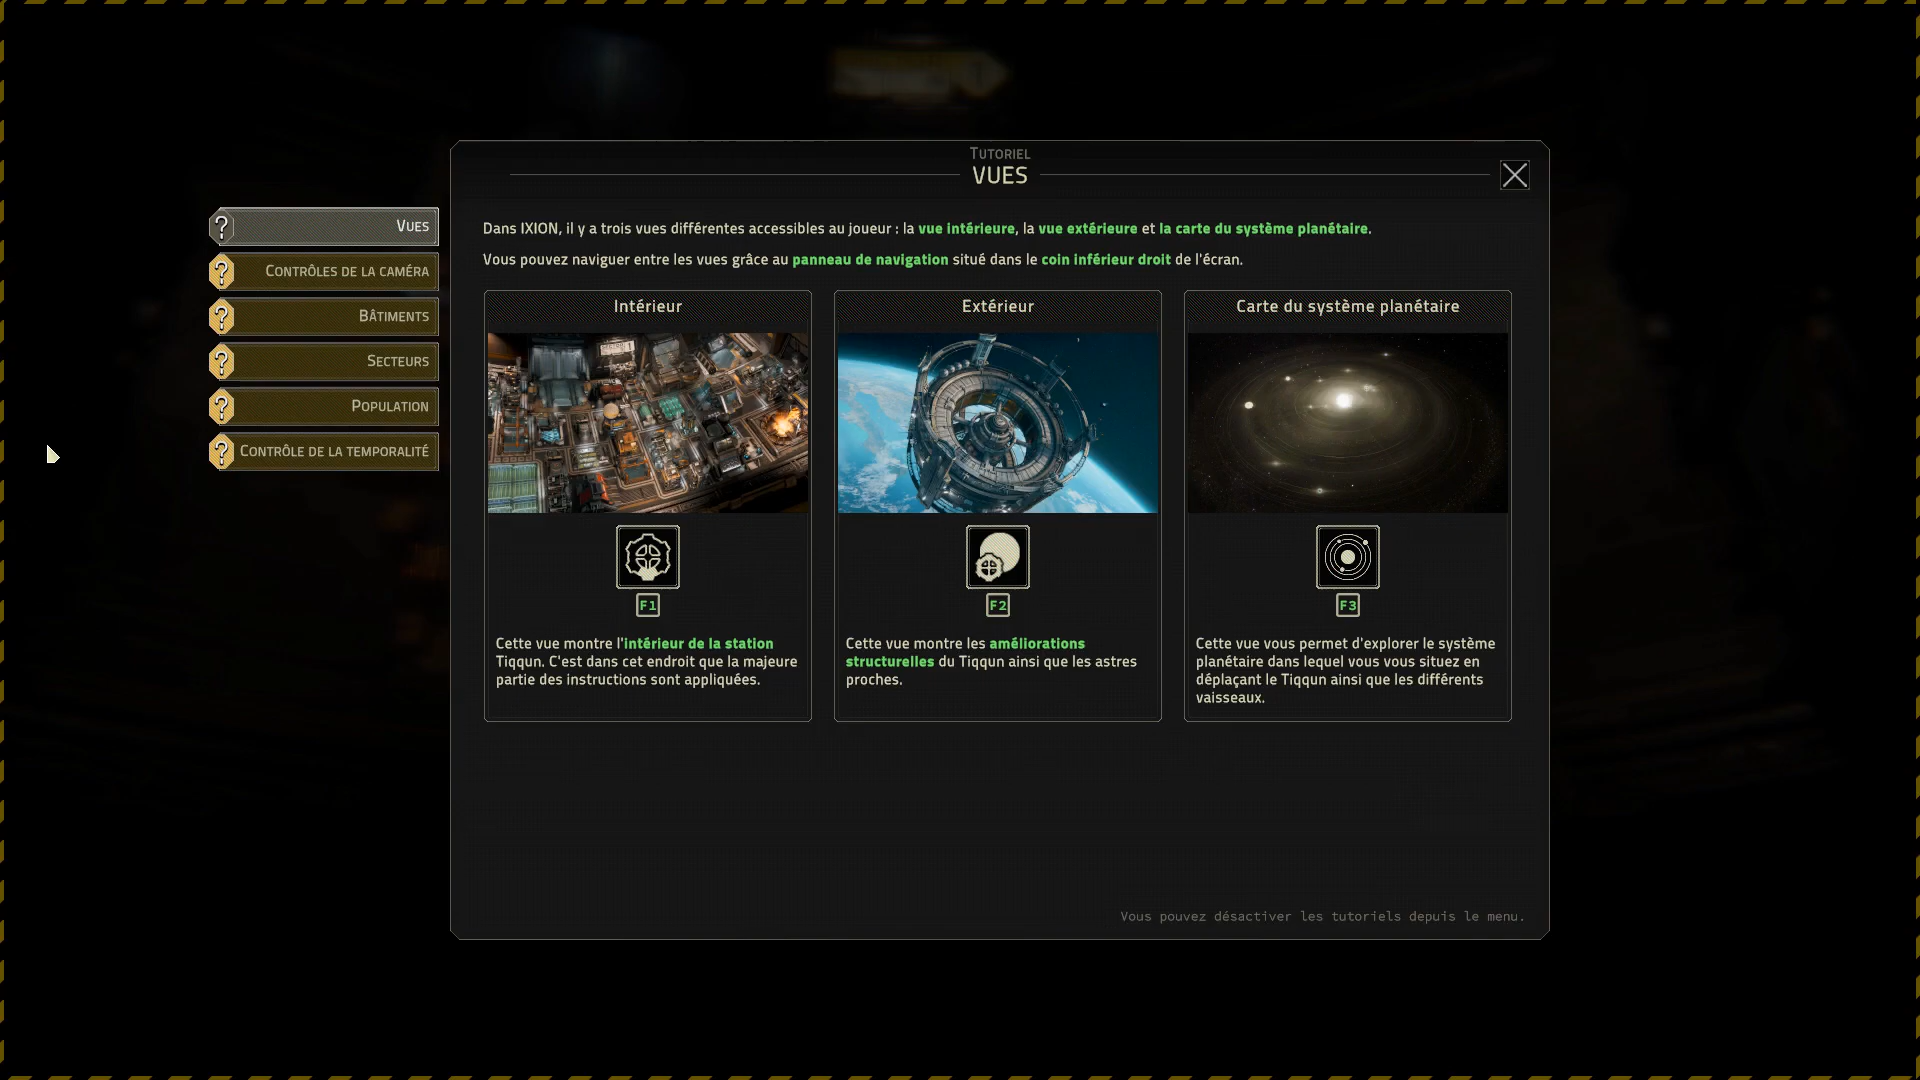 TUTORIEL
VUES
VUES
CONTRÔLES DE LA CAMÉRA
BÂTIMENTS
SECTEURS
POPULATION
CONTRÔLE DE LA TEMPORALITÉ
Dans IXION, il y a trois vues différentes accessibles au joueur : la vue intérieure, la vue extérieure et la carte du système planétaire.
Vous pouvez naviguer entre les vues grâce au panneau de navigation situé dans le coin inférieur droit de l'écran.
Intérieur
F1
Cette vue montre l'intérieur de la station
Tiqqun. C'est dans cet endroit que la majeure
partie des instructions sont appliquées.
Extérieur
F2
Cette vue montre les améliorations
structurelles du Tiqqun ainsi que les astres
proches.
Carte du système planétaire
F3
Cette vue vous permet d'explorer le système
planétaire dans lequel vous vous situez en
déplaçant le Tiqqun ainsi que les différents
vaisseaux.
Vous pouvez désactiver les tutoriels depuis le menu.